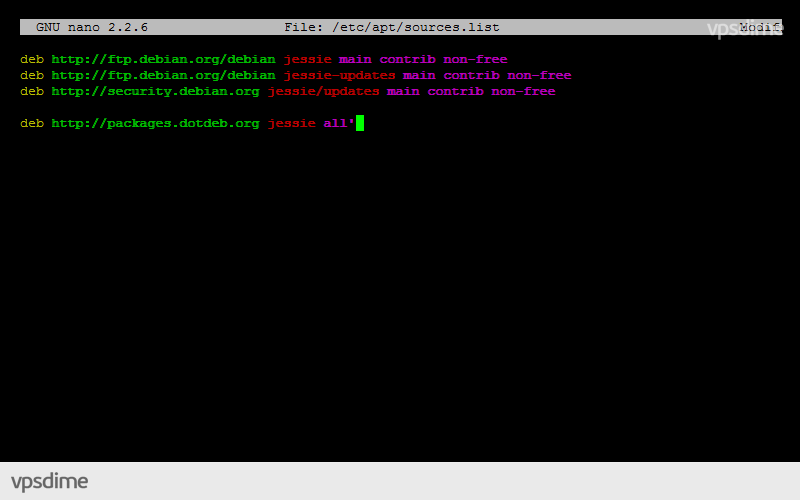 GNU nano 2.2.6 File: /etc/apt/sources.list Modif
vpsdime
deb http://ftp.debian.org/debian jessie main contrib non-free
deb http://ftp.debian.org/debian jessie-updates main contrib non-free
deb http://security.debian.org jessie/updates main contrib non-free
deb http://packages.dotdeb.org jessie all'
vpsdime